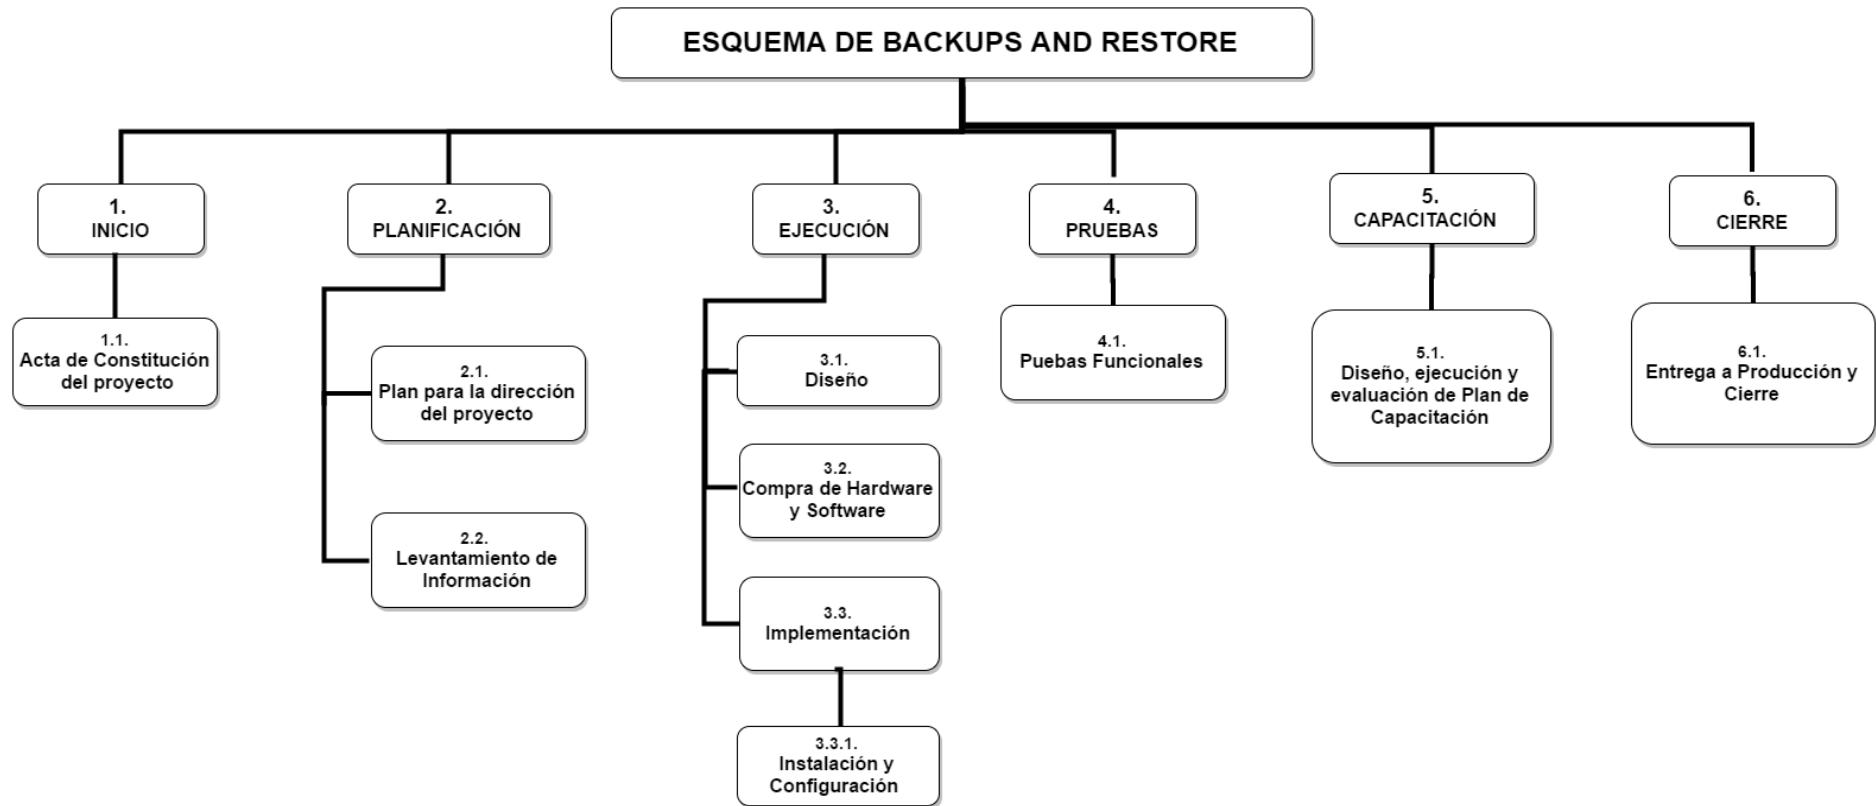 ESQUEMA DE BACKUPS AND RESTORE
1.
INICIO
2.
PLANIFICACIÓN
3.
EJECUCIÓN
4.
PRUEBAS
5.
CAPACITACIÓN
6.
CIERRE
1.1.
Acta de Constitución
del proyecto
2.1.
Plan para la dirección
del proyecto
2.2.
Levantamiento de
Información
3.1.
Diseño
3.2.
Compra de Hardware
y Software
3.3.
Implementación
3.3.1.
Instalación y
Configuración
4.1.
Puebas Funcionales
5.1.
Diseño, ejecución y
evaluación de Plan de
Capacitación
6.1.
Entrega a Producción y
Cierre